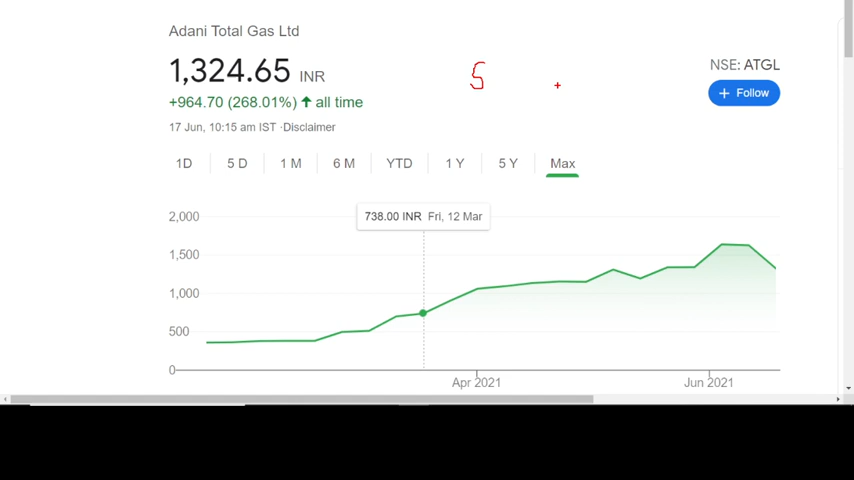 Adani Total Gas Ltd
1,324.65 INR
5
NSE: ATGL
+964.70 (268.01%) ↑ all time
+ Follow
17 Jun, 10:15 am IST ·Disclaimer
1D 5 D 1 M 6 M YTD 1 Y 5 Y Max
738.00 INR Fri, 12 Mar
2,000
1,500
1,000
500
0
Apr 2021 Jun 2021